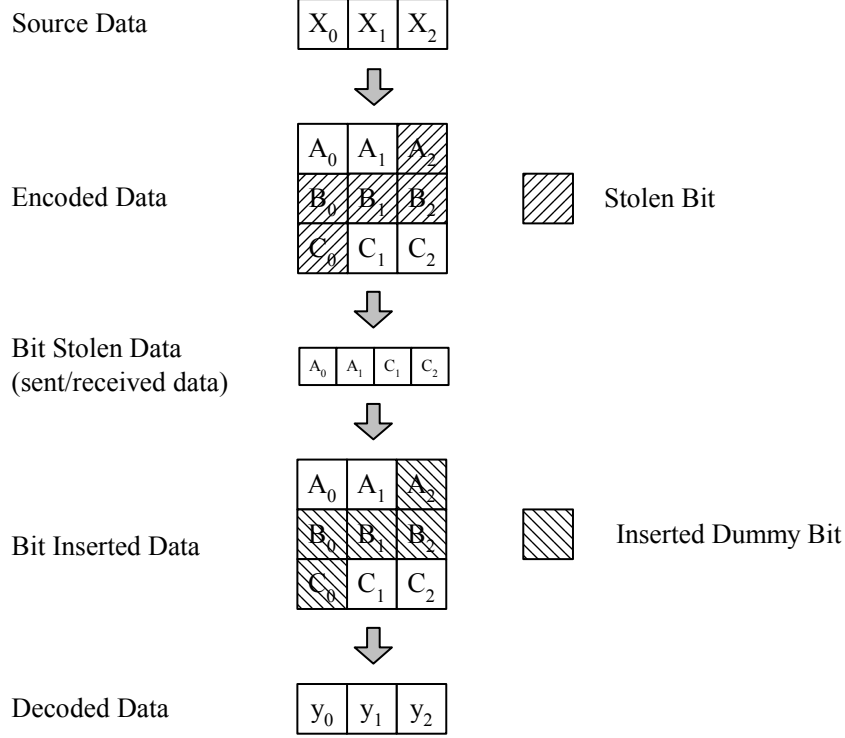 Source Data
X₀ X₁ X₂
A₀ A₁ A₂
Encoded Data
B₀ B₁ B₂
Stolen Bit
C₀ C₁ C₂
Bit Stolen Data
(sent/received data)
A₀ A₁ C₁ C₂
A₀ A₁ A₂
Bit Inserted Data
B₀ B₁ B₂
Inserted Dummy Bit
C₀ C₁ C₂
Decoded Data
y₀ y₁ y₂